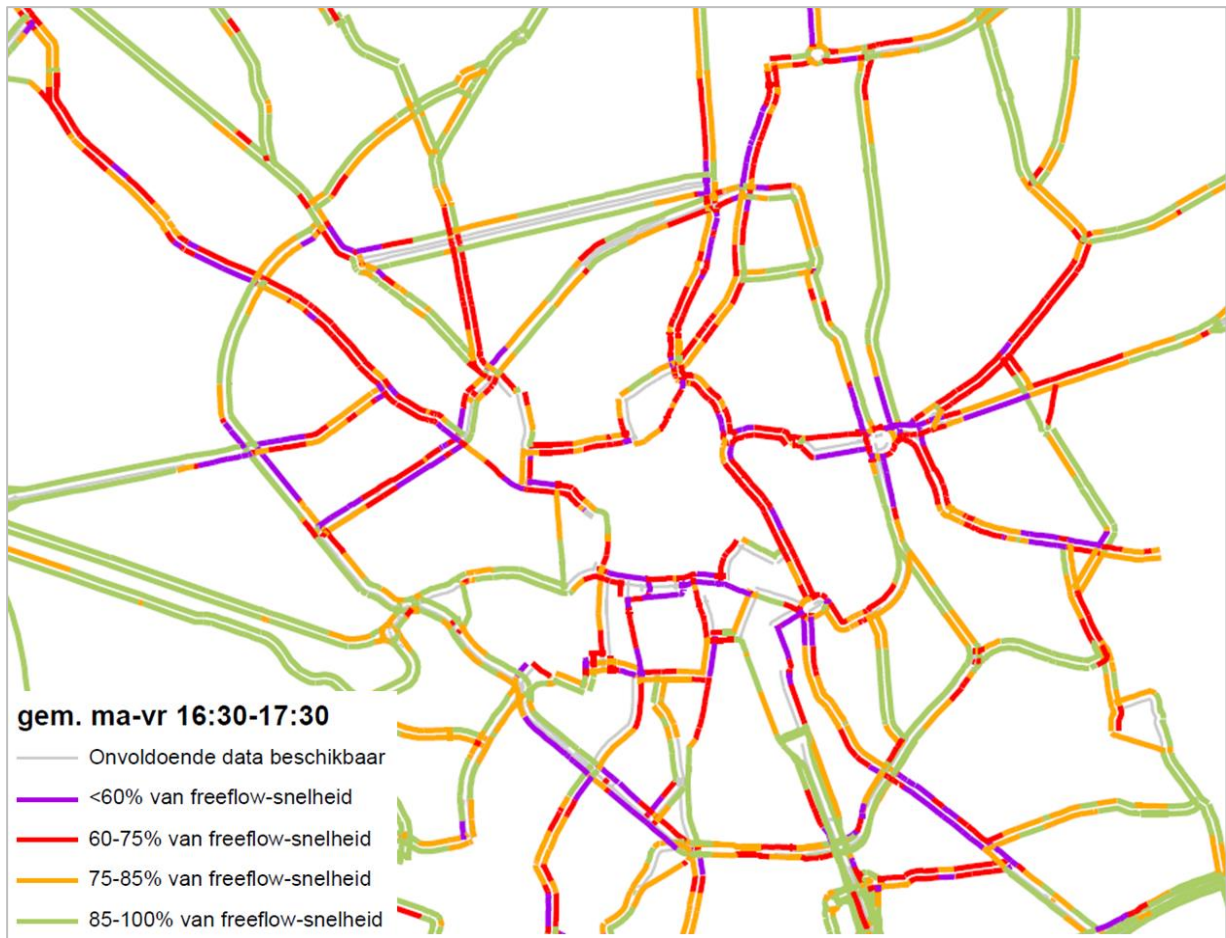 gem. ma-vr 16:30-17:30
Onvoldoende data beschikbaar
<60% van freeflow-snelheid
60-75% van freeflow-snelheid
75-85% van freeflow-snelheid
85-100% van freeflow-snelheid